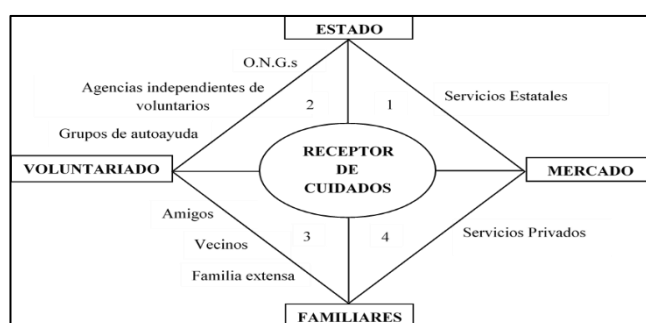 ESTADO
O.N.G.s
Agencias independientes de
voluntarios
Grupos de autoayuda
2
1
Servicios Estatales
VOLUNTARIADO
RECEPTOR
DE
CUIDADOS
MERCADO
Amigos
Vecinos
Familia extensa
3
4
Servicios Privados
FAMILIARES